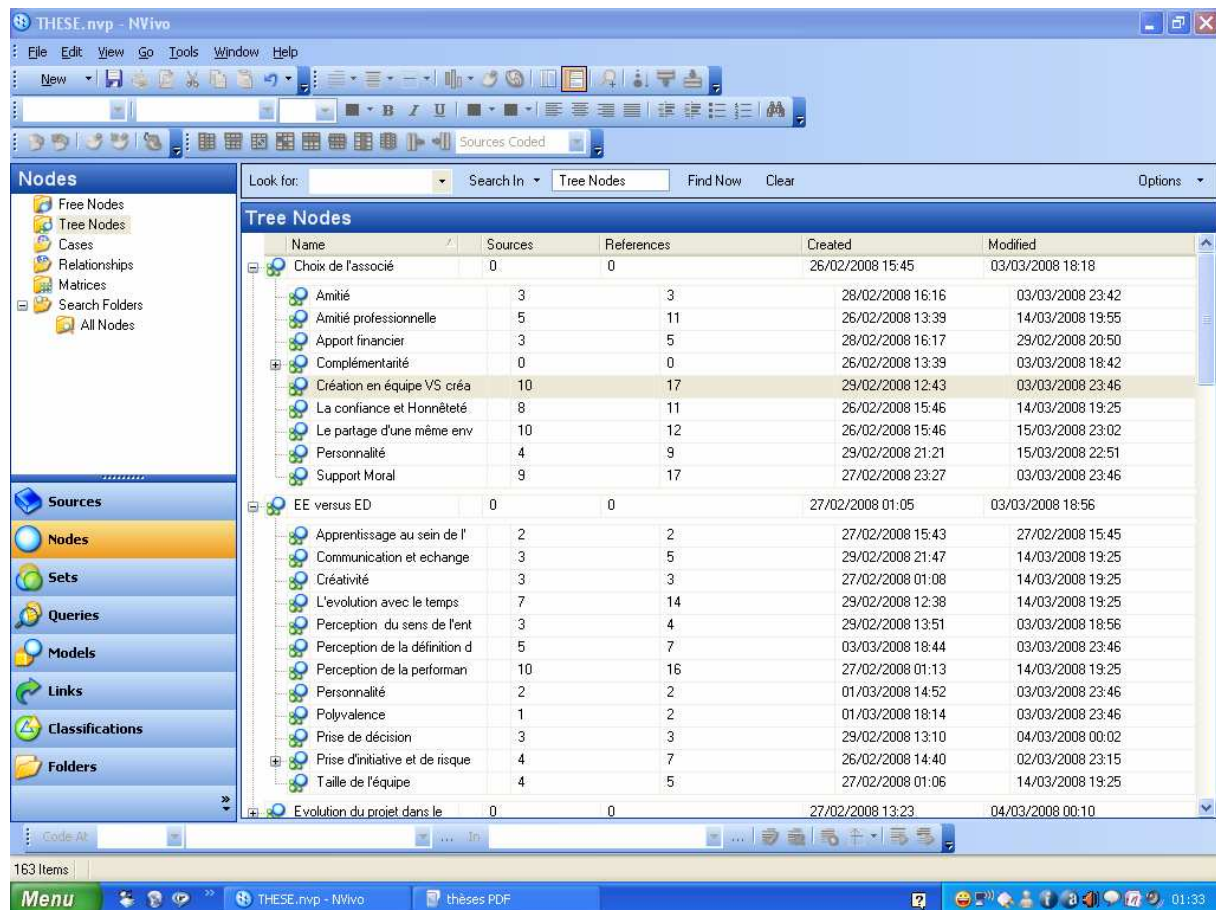 THESE.nvp - NVivo
File Edit View Go Tools Window Help
New
B I U
Sources Coded
Nodes
Free Nodes
Tree Nodes
Cases
Relationships
Matrices
Search Folders
All Nodes
Sources
Nodes
Sets
Queries
Models
Links
Classifications
Folders
Look for: Search In Tree Nodes Find Now Clear Options
Tree Nodes
Name Sources References Created Modified
Choix de l'associé 0 0 26/02/2008 15:45 03/03/2008 18:18
Amitié 3 3 28/02/2008 16:16 03/03/2008 23:42
Amitié professionnelle 5 11 26/02/2008 13:39 14/03/2008 19:55
Apport financier 3 5 28/02/2008 16:17 29/02/2008 20:50
Complémentarité 0 0 26/02/2008 13:39 03/03/2008 18:42
Création en équipe VS créa 10 17 29/02/2008 12:43 03/03/2008 23:46
La confiance et Honnêteté 8 11 26/02/2008 15:46 14/03/2008 19:25
Le partage d'une même env 10 12 26/02/2008 15:46 15/03/2008 23:02
Personnalité 4 9 29/02/2008 21:21 15/03/2008 22:51
Support Moral 9 17 27/02/2008 23:27 03/03/2008 23:46
EE versus ED 0 0 27/02/2008 01:05 03/03/2008 18:56
Apprentissage au sein de l' 2 2 27/02/2008 15:43 27/02/2008 15:45
Communication et echange 3 5 29/02/2008 21:47 14/03/2008 19:25
Créativité 3 3 27/02/2008 01:08 14/03/2008 19:25
L'evolution avec le temps 7 14 29/02/2008 12:38 14/03/2008 19:25
Perception du sens de l'ent 3 4 29/02/2008 13:51 03/03/2008 18:56
Perception de la définition d 5 7 03/03/2008 18:44 03/03/2008 23:46
Perception de la performan 10 16 27/02/2008 01:13 14/03/2008 19:25
Personnalité 2 2 01/03/2008 14:52 03/03/2008 23:46
Polyvalence 1 2 01/03/2008 18:14 03/03/2008 23:46
Prise de décision 3 3 29/02/2008 13:10 04/03/2008 00:02
Prise d'initiative et de risque 4 7 26/02/2008 14:40 02/03/2008 23:15
Taille de l'équipe 4 5 27/02/2008 01:06 14/03/2008 19:25
Evolution du projet dans le 0 0 27/02/2008 13:23 04/03/2008 00:10
Code At In
163 Items
Menu THESE.nvp - NVivo thèses PDF 01:33